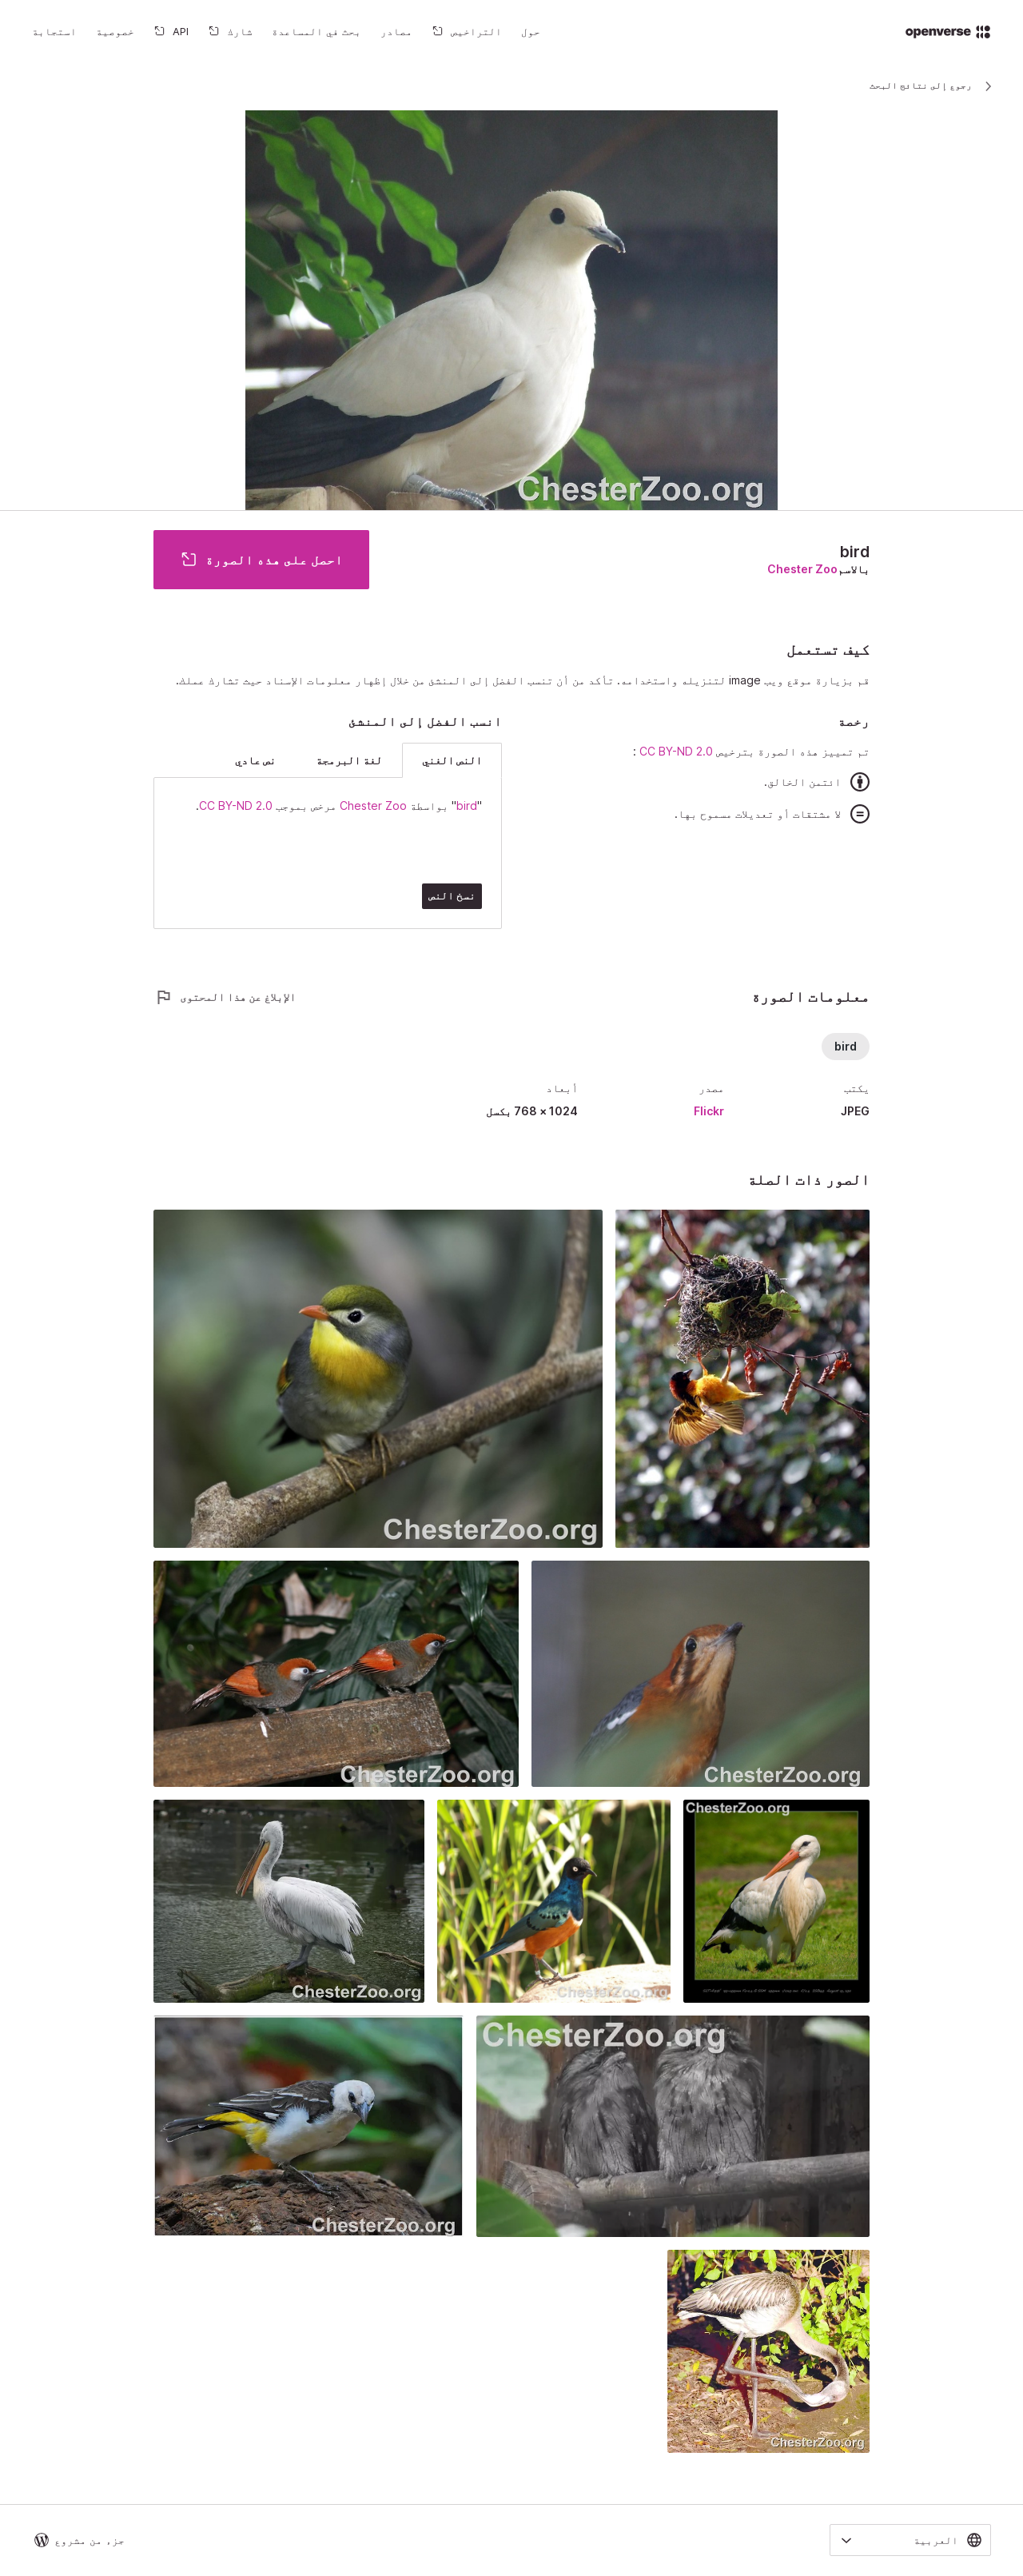 openverse
حول
التراخيص
مصادر
بحث في المساعدة
شارك
API
خصوصية
استجابة
رجوع إلى نتائج البحث
ChesterZoo.org
bird
بالاسم Chester Zoo
احصل على هذه الصورة
كيف تستعمل
قم بزيارة موقع ويب image لتنزيله واستخدامه. تأكد من أن تنسب الفضل إلى المنشئ من خلال إظهار معلومات الإسناد حيث تشارك عملك.
رخصة
تم تمييز هذه الصورة بترخيص CC BY-ND 2.0 :
ائتمن الخالق.
لا مشتقات أو تعديلات مسموح بها.
انسب الفضل إلى المنشئ
النص الغني
لغة البرمجة
نص عادي
"bird" بواسطة Chester Zoo مرخص بموجب CC BY-ND 2.0.
نسخ النص
معلومات الصورة
الإبلاغ عن هذا المحتوى
bird
يكتب
JPEG
مصدر
Flickr
أبعاد
1024 × 768 بكسل
الصور ذات الصلة
ChesterZoo.org
ChesterZoo.org
ChesterZoo.org
ChesterZoo.org
ChesterZoo.org
ChesterZoo.org
ChesterZoo.org
ChesterZoo.org
ChesterZoo.org
العربية
جزء من مشروع